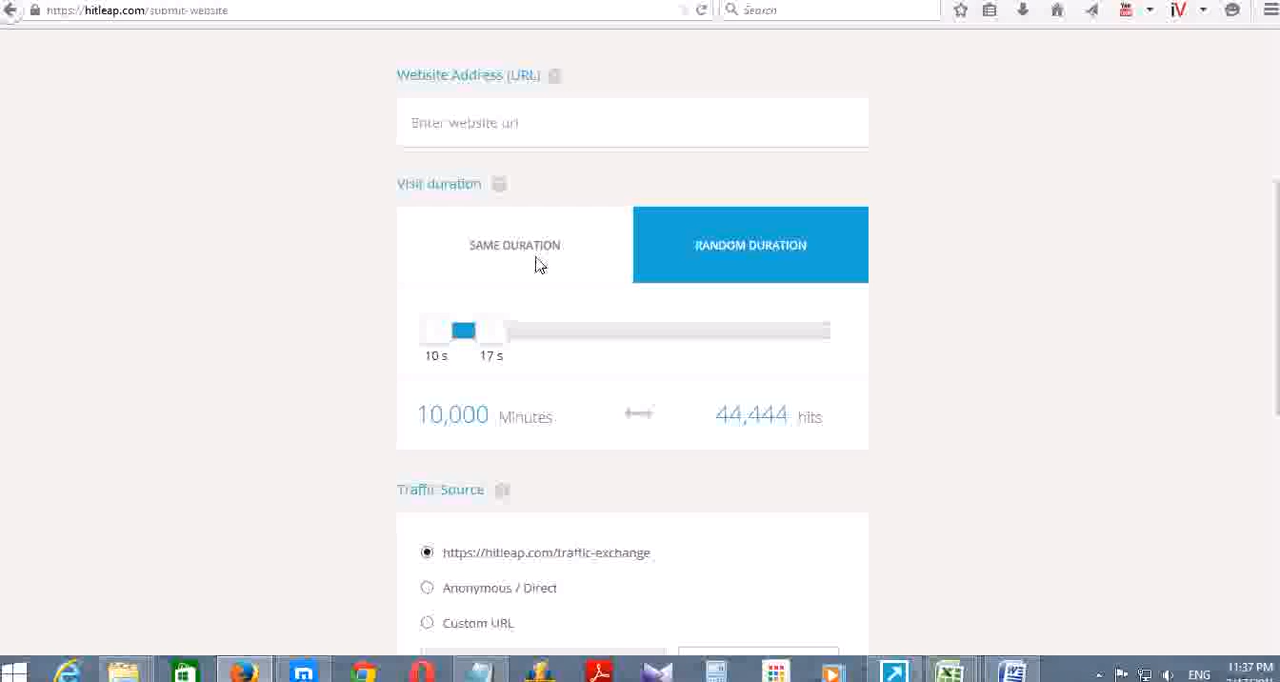 https://hitleap.com/submit-website
Search
Website Address (URL)
Enter website url
Visit duration
SAME DURATION
RANDOM DURATION
10 s
17 s
10,000 Minutes
44,444 hits
Traffic Source
https://hitleap.com/traffic-exchange
Anonymous / Direct
Custom URL
ENG
11:37 PM